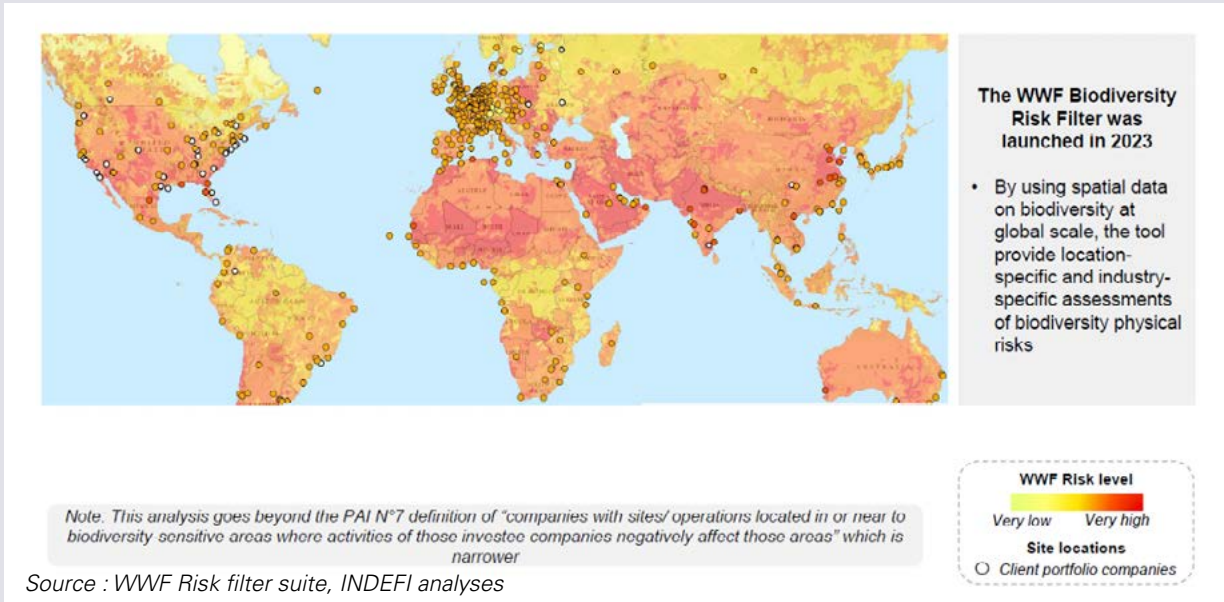 The WWF Biodiversity
Risk Filter was
launched in 2023
• By using spatial data
on biodiversity at
global scale, the tool
provide location-
specific and industry-
specific assessments
of biodiversity physical
risks
Note. This analysis goes beyond the PAI N°7 definition of "companies with sites/ operations located in or near to
biodiversity sensitive areas where activities of those investee companies negatively affect those areas" which is
narrower
WWF Risk level
Very low Very high
Site locations
Client portfolio companies
Source : WWF Risk filter suite, INDEFI analyses